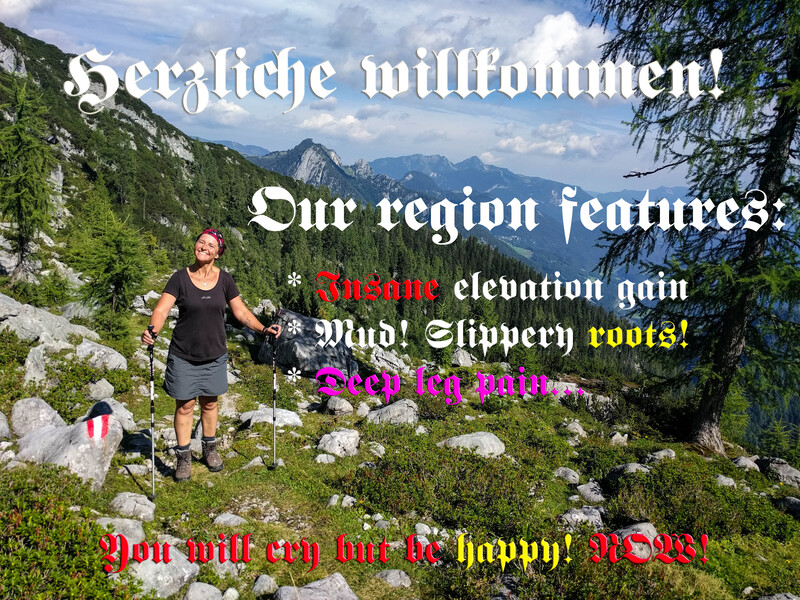 Herzliche willkommen!
Our region features:
* Insane elevation gain
* Mud! Slippery roots!
* Deep leg pain...
You will cry but be happy! NOW!